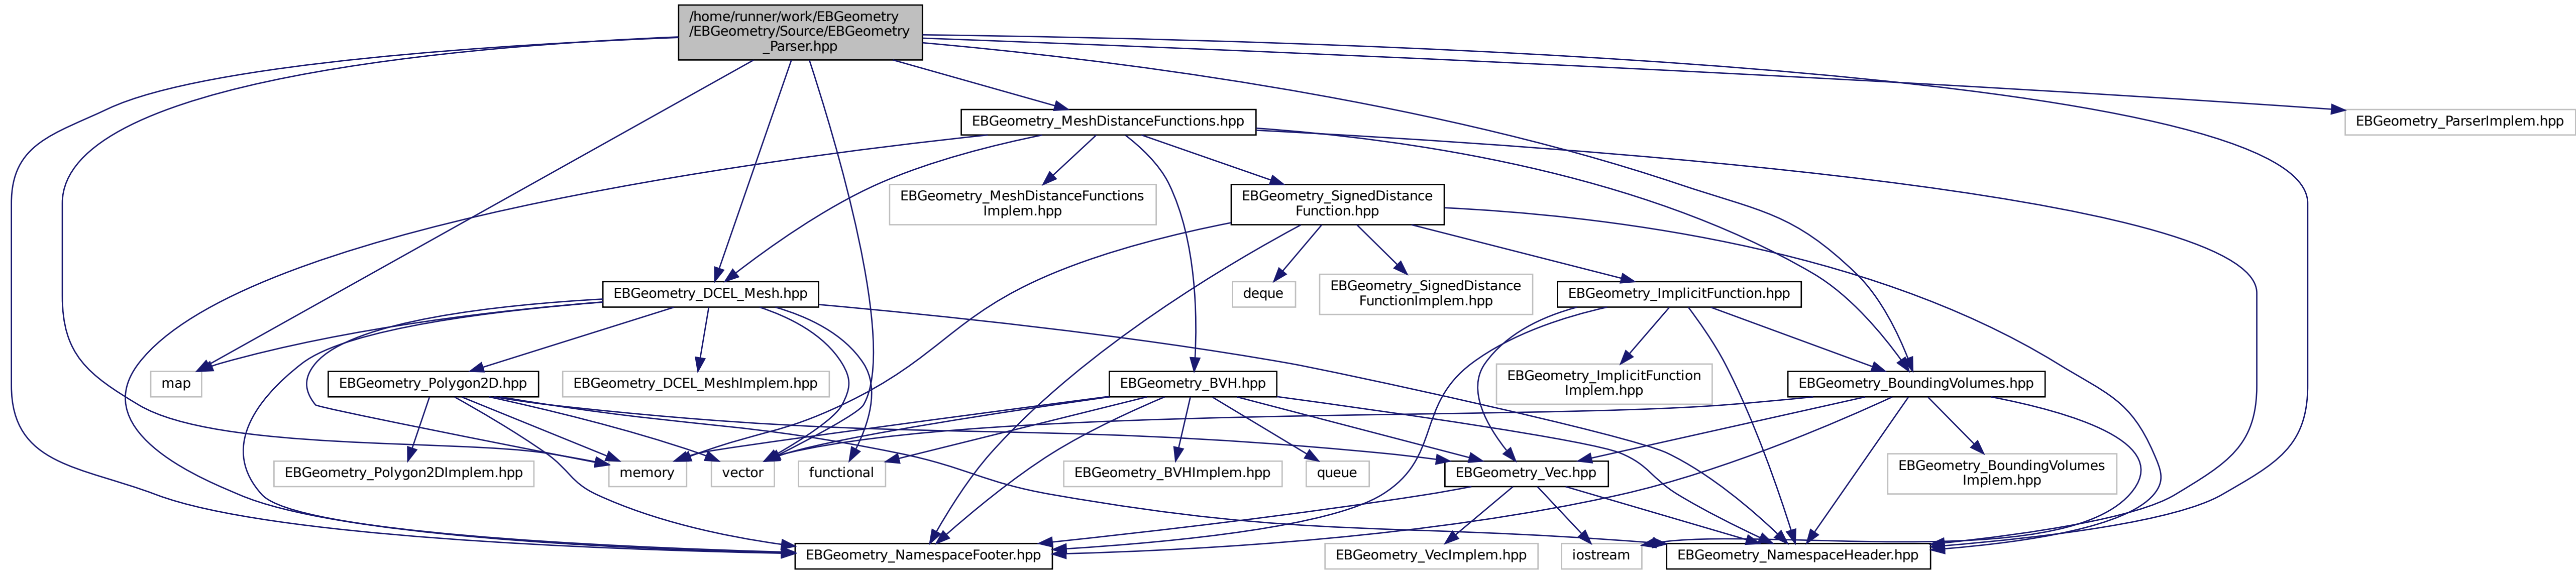 /home/runner/work/EBGeometry
/EBGeometry/Source/EBGeometry
_Parser.hpp
EBGeometry_MeshDistanceFunctions.hpp
EBGeometry_ParserImplem.hpp
EBGeometry_MeshDistanceFunctions
Implem.hpp
EBGeometry_SignedDistance
Function.hpp
EBGeometry_DCEL_Mesh.hpp
deque
EBGeometry_SignedDistance
FunctionImplem.hpp
EBGeometry_ImplicitFunction.hpp
map
EBGeometry_Polygon2D.hpp
EBGeometry_DCEL_MeshImplem.hpp
EBGeometry_BVH.hpp
EBGeometry_ImplicitFunction
Implem.hpp
EBGeometry_BoundingVolumes.hpp
EBGeometry_Polygon2DImplem.hpp
memory
vector
functional
EBGeometry_BVHImplem.hpp
queue
EBGeometry_Vec.hpp
EBGeometry_BoundingVolumes
Implem.hpp
EBGeometry_NamespaceFooter.hpp
EBGeometry_VecImplem.hpp
iostream
EBGeometry_NamespaceHeader.hpp